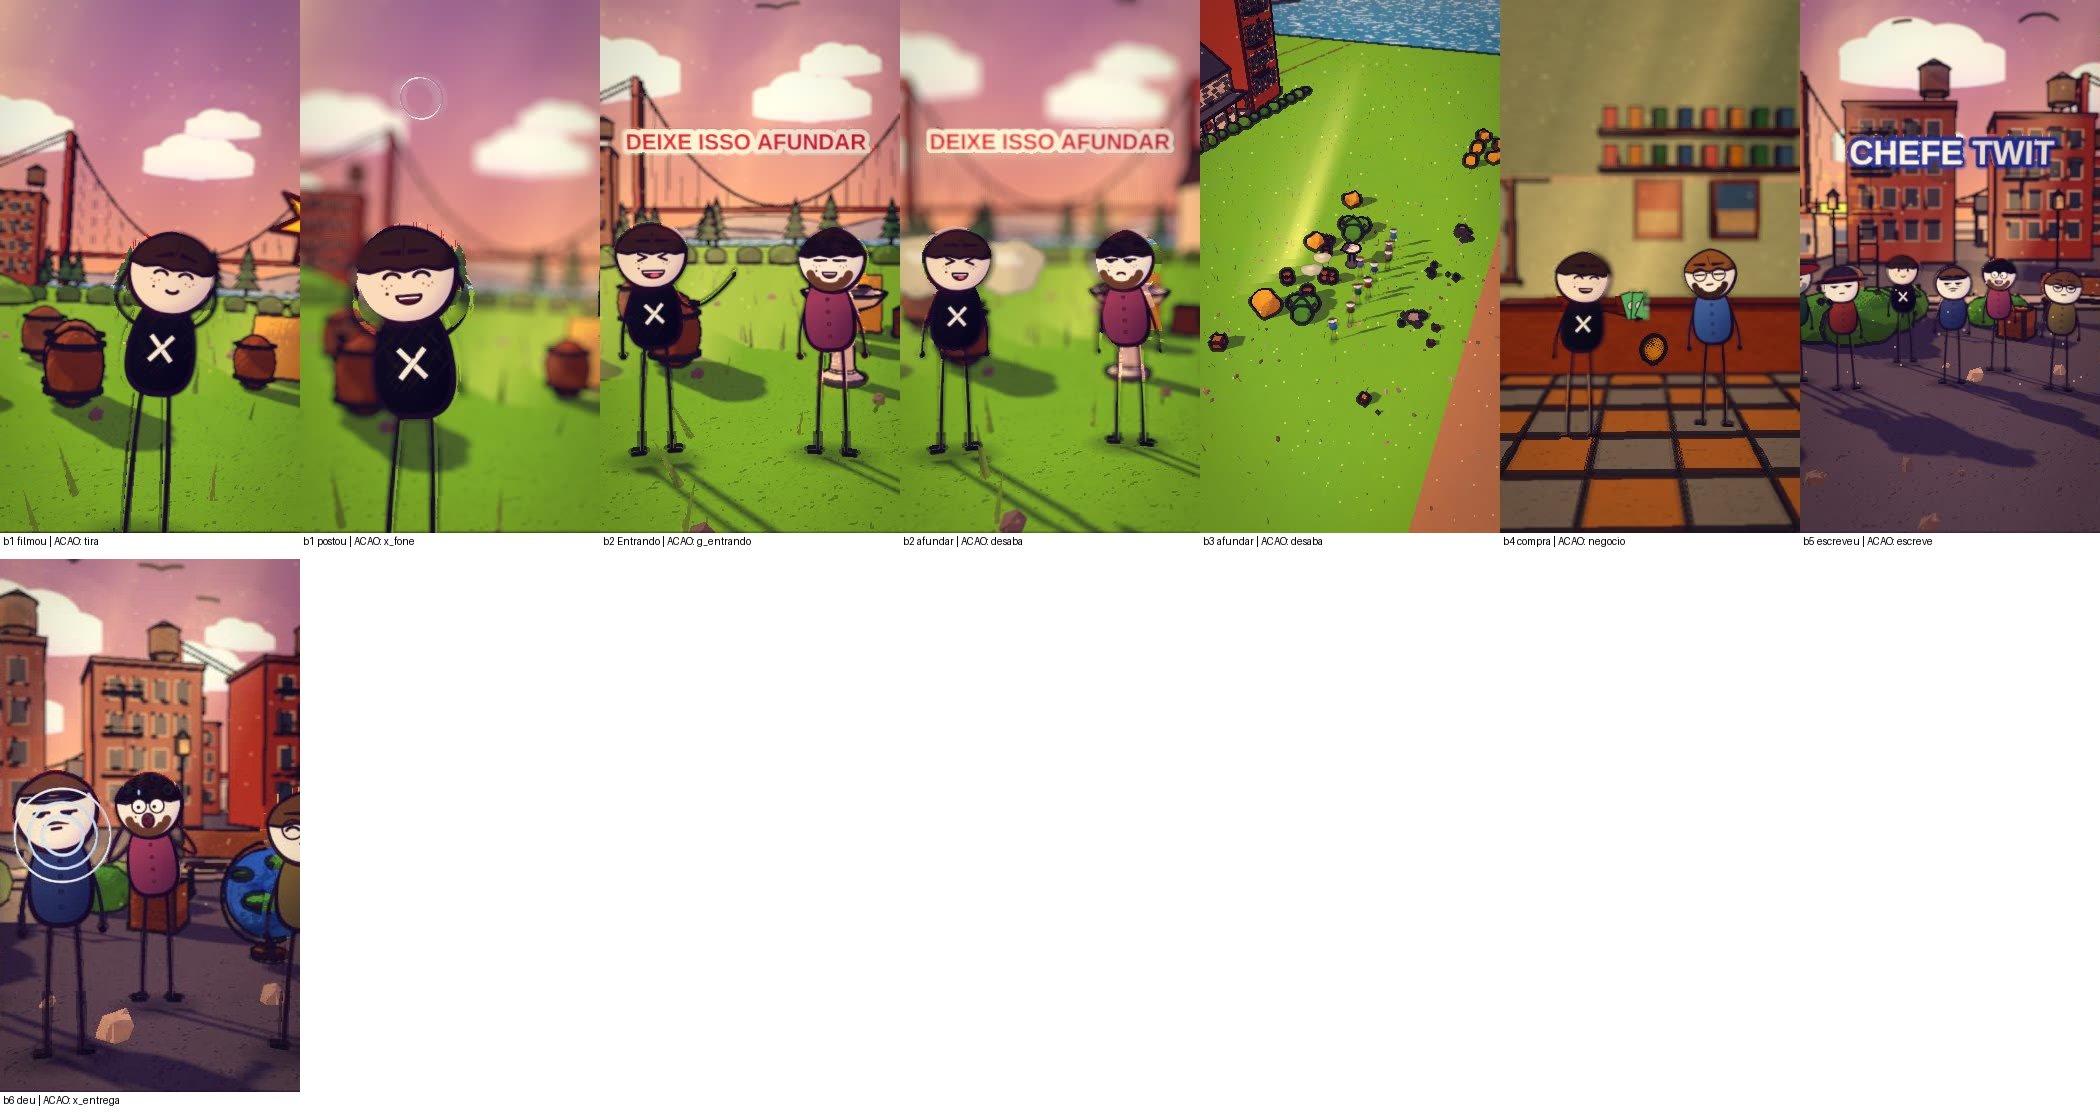 DEIXE ISSO AFUNDAR
DEIXE ISSO AFUNDAR
CHEFE TWIT
X
X
X
X
X
X
b1 filmou | ACAO: tira
b1 postou | ACAO: x_fone
b2 Entrando | ACAO: g_entrando
b2 afundar | ACAO: desaba
b3 afundar | ACAO: desaba
b4 compra | ACAO: negocio
b5 escreveu | ACAO: escreve
b6 deu | ACAO: x_entrega